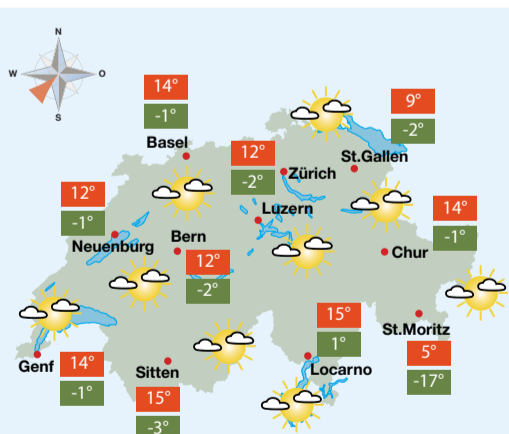 N
W
O
S
14°
-1°
Basel
9°
-2°
St.Gallen
12°
-2°
Zürich
12°
-1°
Neuenburg
Luzern
Bern
12°
-2°
14°
-1°
Chur
St.Moritz
5°
-17°
15°
1°
Locarno
Genf
14°
-1°
Sitten
15°
-3°